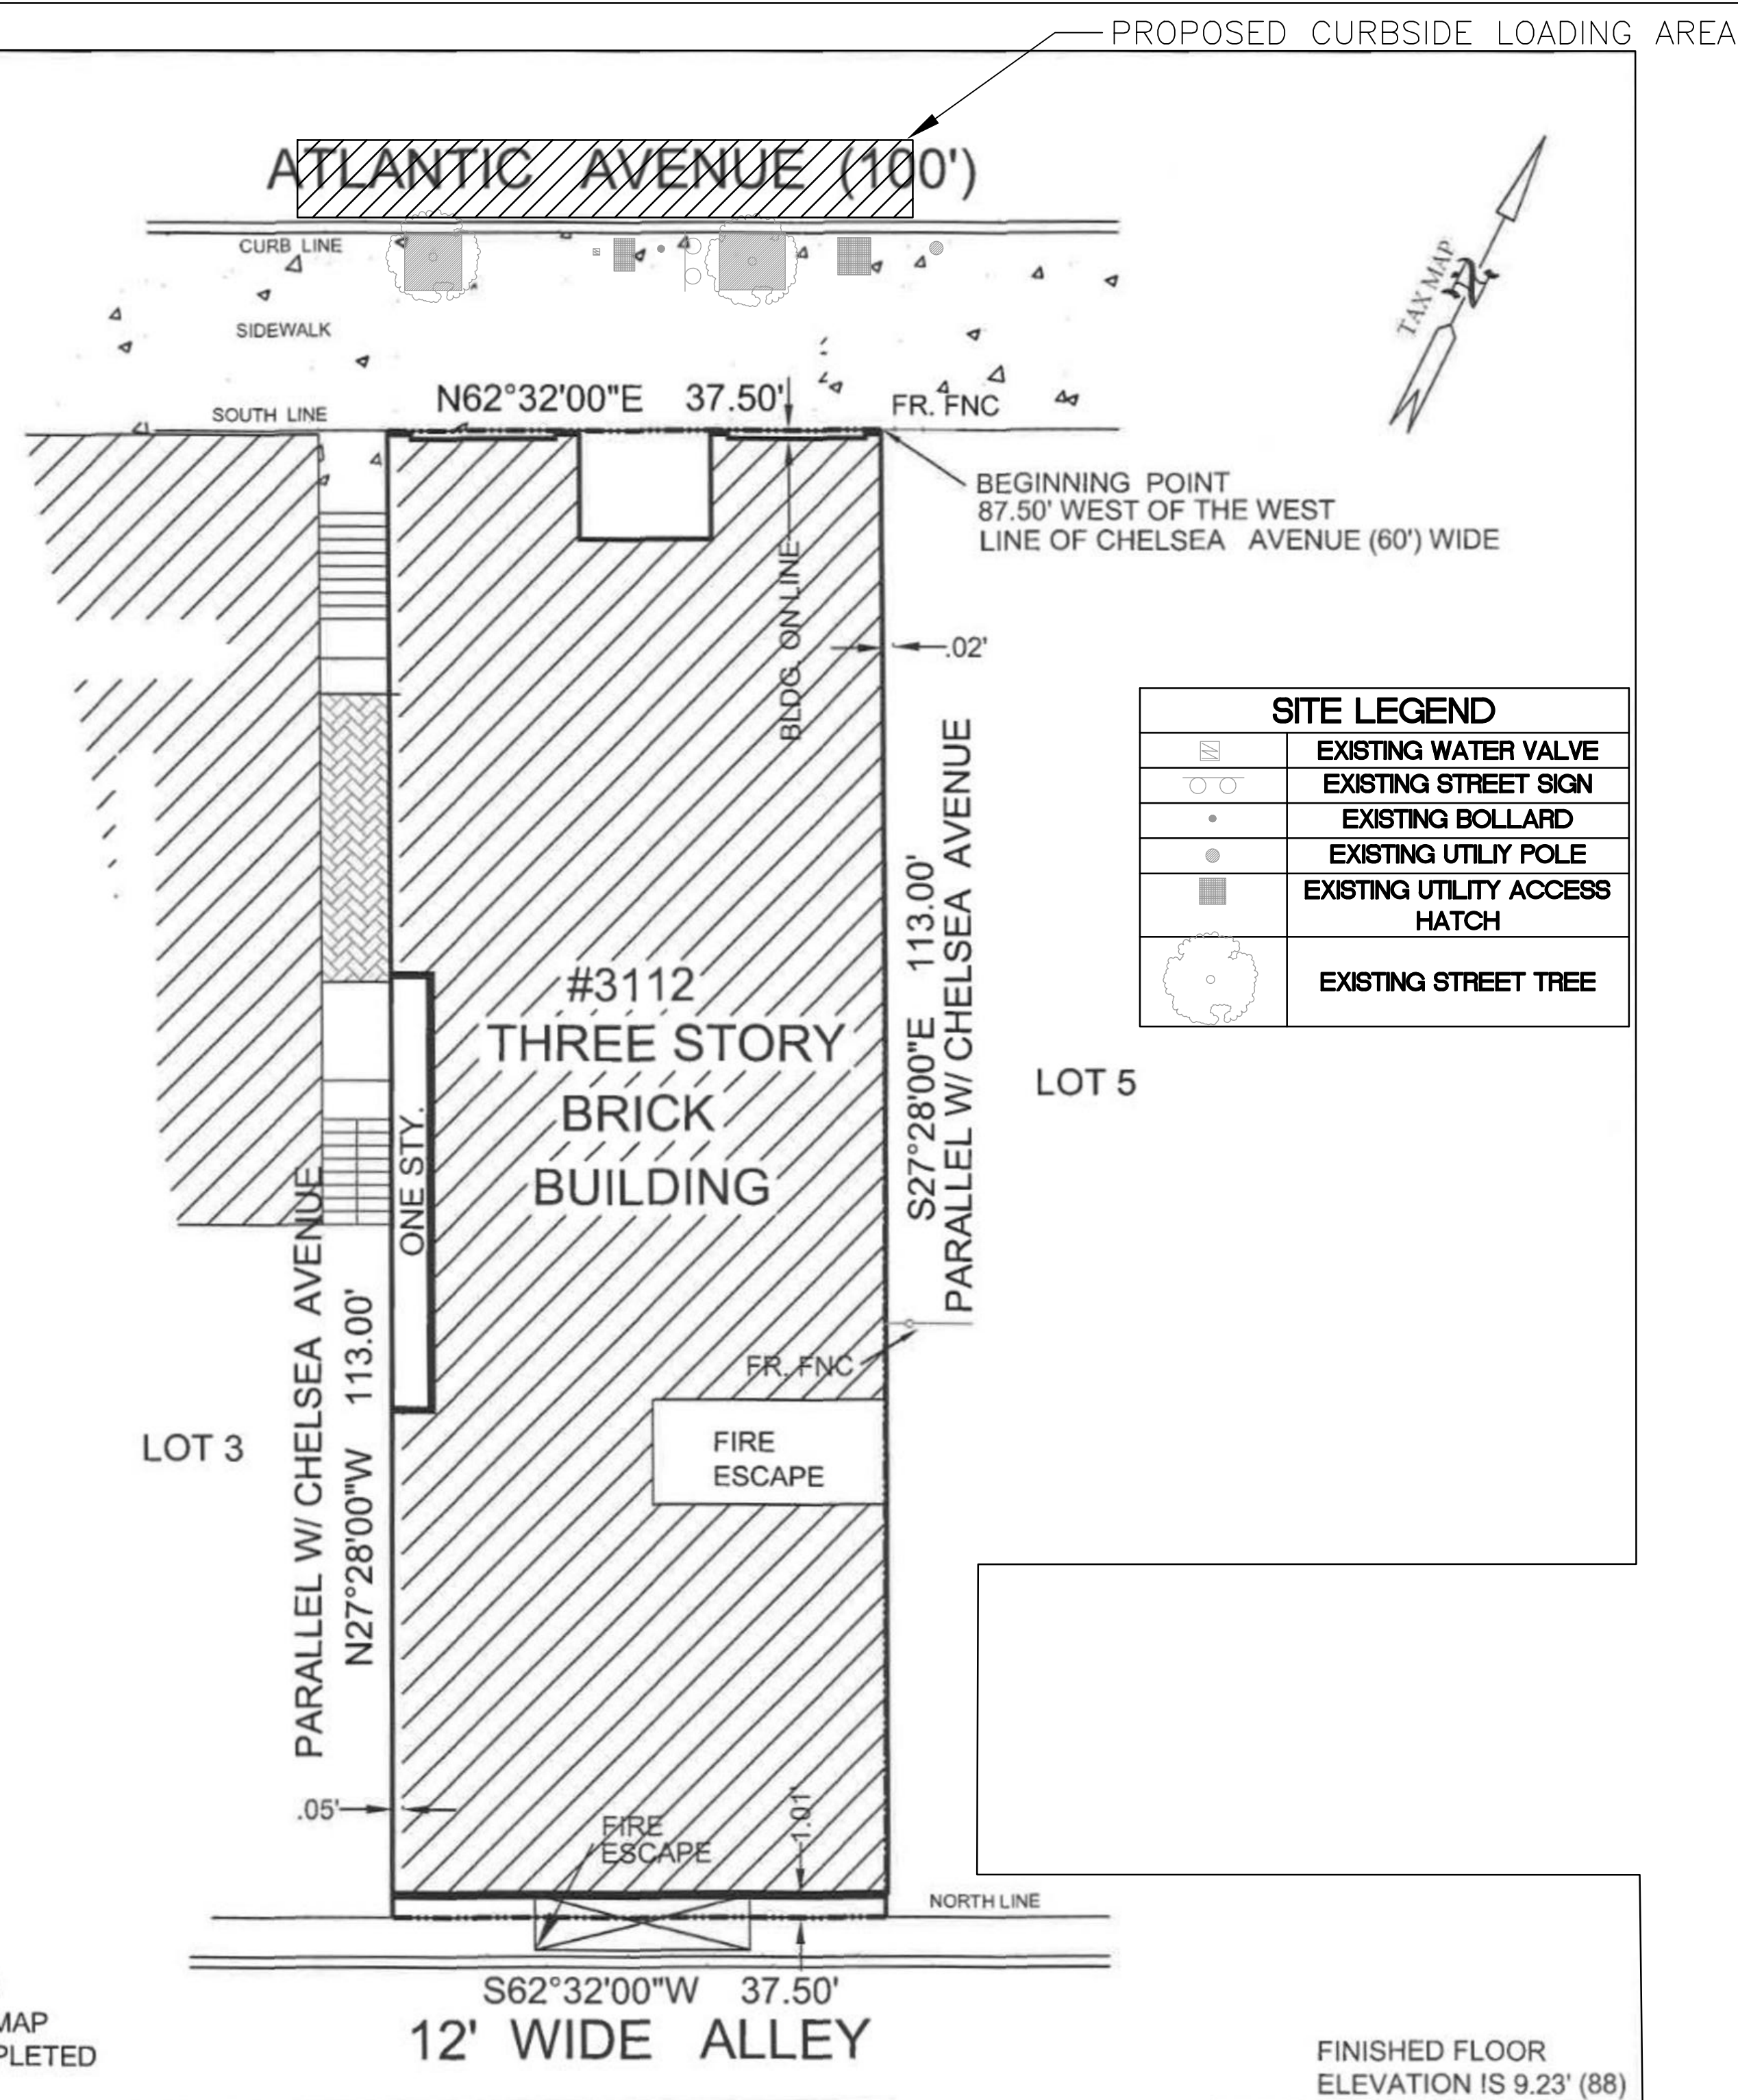 PROPOSED CURBSIDE LOADING AREA
ATLANTIC AVENUE (100')
CURB LINE
SIDEWALK
TAX MAP
N
N62°32'00"E 37.50'
FR. FNC
SOUTH LINE
BEGINNING POINT
87.50' WEST OF THE WEST
LINE OF CHELSEA AVENUE (60') WIDE
BLDG. ON LINE
.02'
SITE LEGEND
EXISTING WATER VALVE
EXISTING STREET SIGN
EXISTING BOLLARD
EXISTING UTILIY POLE
EXISTING UTILITY ACCESS
HATCH
EXISTING STREET TREE
S27°28'00"E 113.00'
PARALLEL W/ CHELSEA AVENUE
#3112
THREE STORY
BRICK
BUILDING
LOT 5
ONE STY.
PARALLEL W/ CHELSEA AVENUE
N27°28'00"W 113.00'
FR. FNC
LOT 3
FIRE
ESCAPE
.05'
FIRE
ESCAPE
1.01'
NORTH LINE
S62°32'00"W 37.50'
12' WIDE ALLEY
MAP
PLETED
FINISHED FLOOR
ELEVATION IS 9.23' (88)